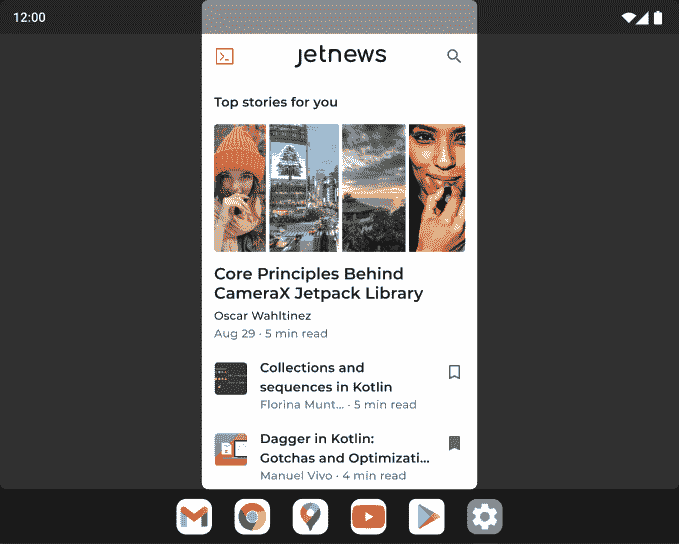 12:00
jetnews
Top stories for you
Core Principles Behind
CameraX Jetpack Library
Oscar Wahltinez
Aug 29 · 5 min read
Collections and
sequences in Kotlin
Florina Munt... · 5 min read
Dagger in Kotlin:
Gotchas and Optimizati...
Manuel Vivo · 4 min read